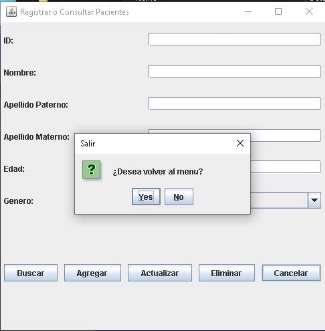 Registrar o Consultar Pacientes
ID:
Nombre:
Apellido Paterno:
Apellido Materno:
Salir
¿Desea volver al menu?
Yes No
Edad:
Genero:
Buscar Agregar Actualizar Eliminar Cancelar